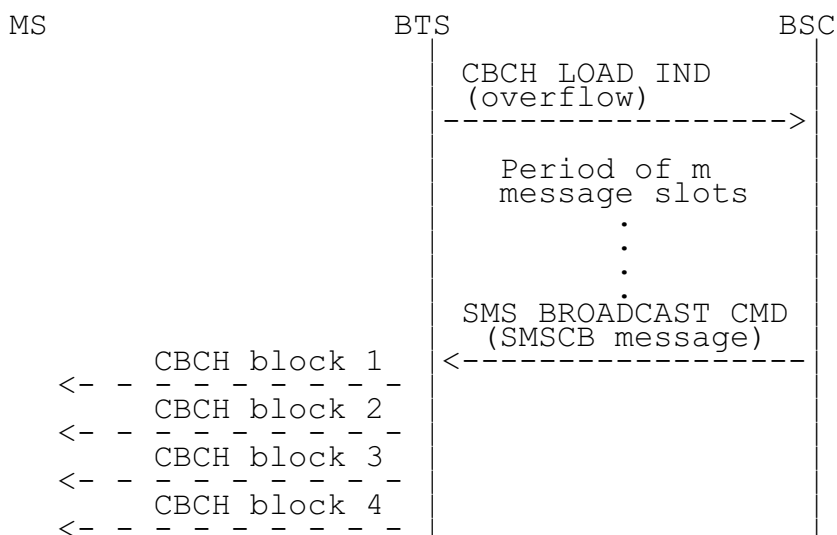 MS BTS BSC
CBCH LOAD IND
(overflow)
------------------>
Period of m
message slots
.
.
.
.
SMS BROADCAST CMD
(SMSCB message)
<------------------
CBCH block 1
<- - - - - - - - -
CBCH block 2
<- - - - - - - - -
CBCH block 3
<- - - - - - - - -
CBCH block 4
<- - - - - - - - -